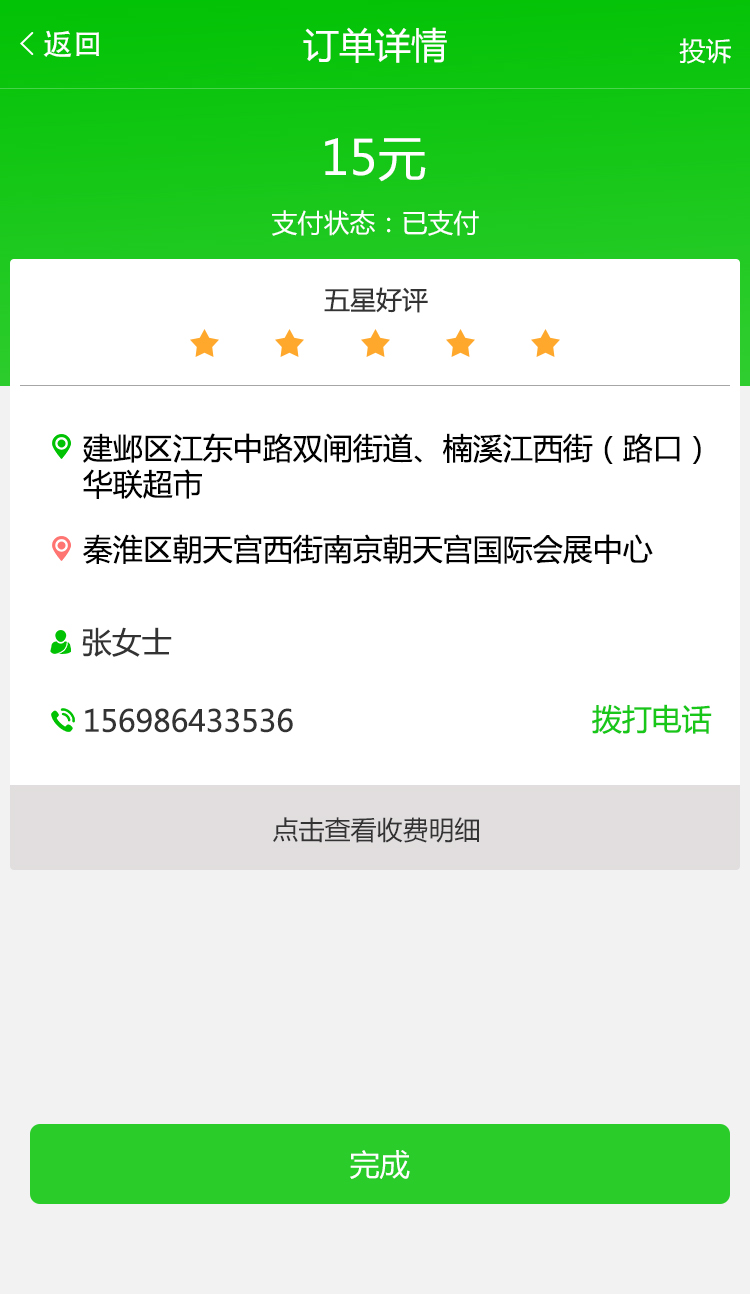 返回
订单详情
投诉
15元
支付状态：已支付
五星好评
建邺区江东中路双闸街道、楠溪江西街（路口）
华联超市
秦淮区朝天宫西街南京朝天宫国际会展中心
张女士
156986433536
拨打电话
点击查看收费明细
完成